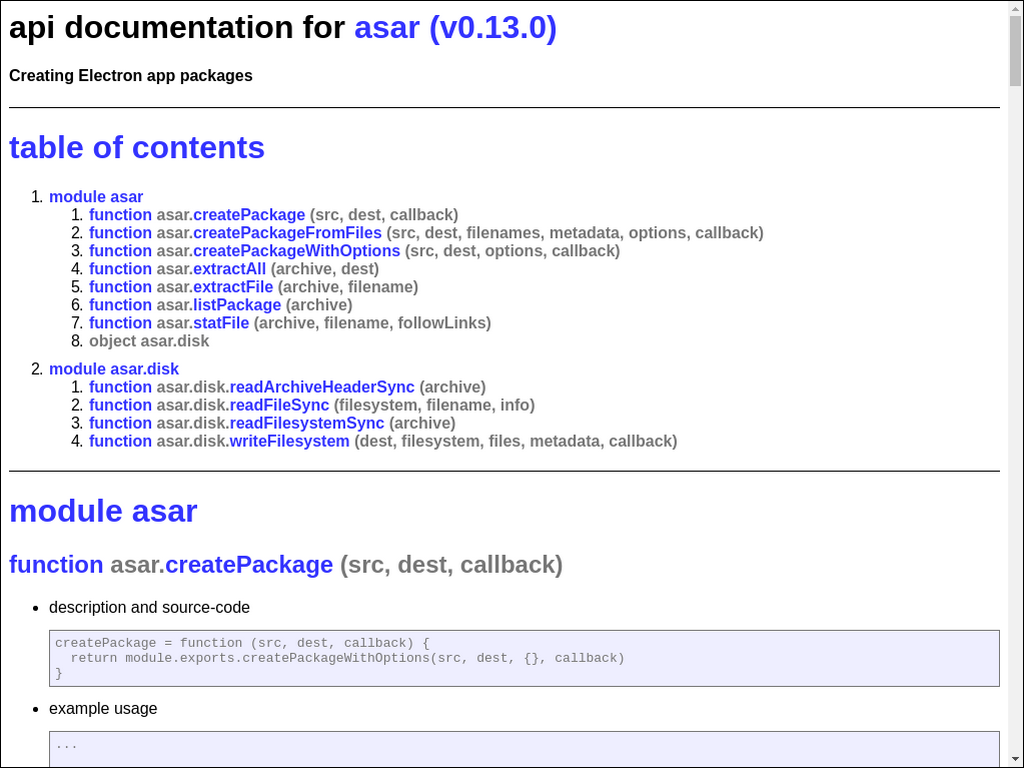 api documentation for asar (v0.13.0)
Creating Electron app packages
table of contents
1. module asar
1. function asar.createPackage (src, dest, callback)
2. function asar.createPackageFromFiles (src, dest, filenames, metadata, options, callback)
3. function asar.createPackageWithOptions (src, dest, options, callback)
4. function asar.extractAll (archive, dest)
5. function asar.extractFile (archive, filename)
6. function asar.listPackage (archive)
7. function asar.statFile (archive, filename, followLinks)
8. object asar.disk
2. module asar.disk
1. function asar.disk.readArchiveHeaderSync (archive)
2. function asar.disk.readFileSync (filesystem, filename, info)
3. function asar.disk.readFilesystemSync (archive)
4. function asar.disk.writeFilesystem (dest, filesystem, files, metadata, callback)
module asar
function asar.createPackage (src, dest, callback)
• description and source-code
createPackage = function (src, dest, callback) {
  return module.exports.createPackageWithOptions(src, dest, {}, callback)
}
• example usage
...